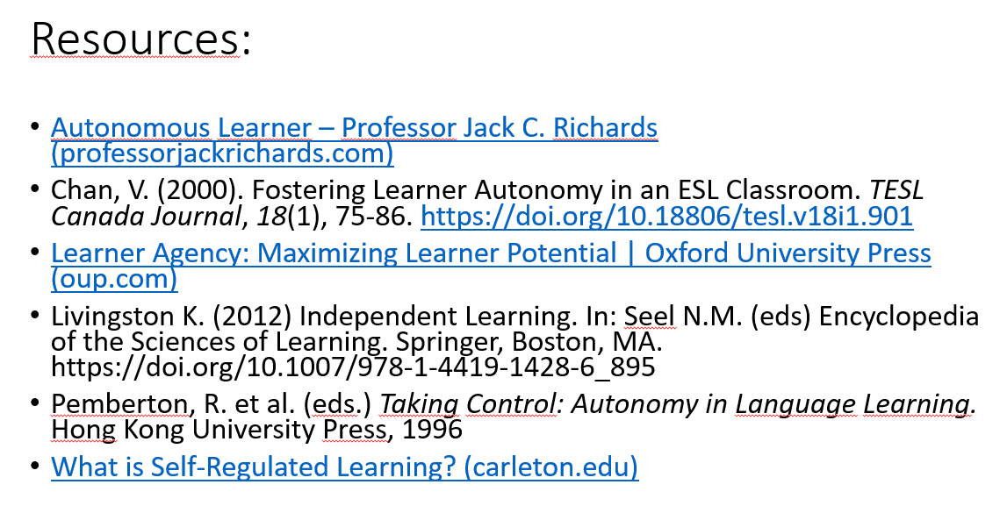 Resources:
• Autonomous Learner – Professor Jack C. Richards
(professorjackrichards.com)
• Chan, V. (2000). Fostering Learner Autonomy in an ESL Classroom. TESL
Canada Journal, 18(1), 75-86. https://doi.org/10.18806/tesl.v18i1.901
• Learner Agency: Maximizing Learner Potential | Oxford University Press
(oup.com)
• Livingston K. (2012) Independent Learning. In: Seel N.M. (eds) Encyclopedia
of the Sciences of Learning. Springer, Boston, MA.
https://doi.org/10.1007/978-1-4419-1428-6_895
• Pemberton, R. et al. (eds.) Taking Control: Autonomy in Language Learning.
Hong Kong University Press, 1996
• What is Self-Regulated Learning? (carleton.edu)